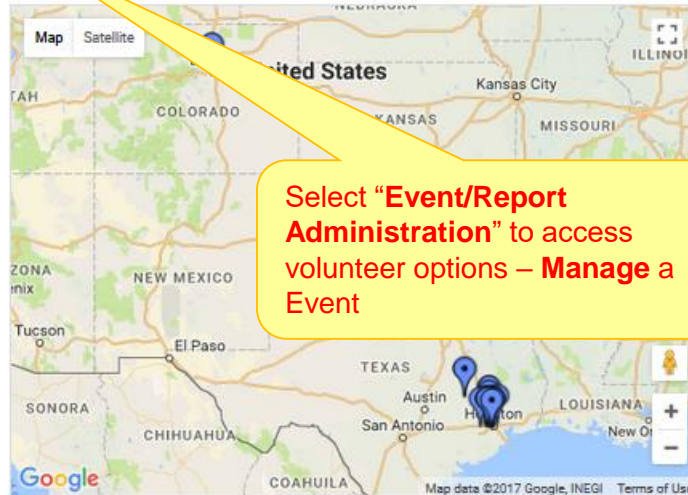 NEBRASKA
Map Satellite
ILLINOI
ited States
Kansas City
TAH
COLORADO
KANSAS
MISSOURI
Select “Event/Report
Administration” to access
volunteer options – Manage a
Event
ZONA
enix
NEW MEXICO
Tucson
El Paso
TEXAS
SONORA
Austin
LOUISIANA
San Antonio
New O
CHIHUAHUA
Google
COAHUILA
Map data ©2017 Google, INEGI Terms of Us